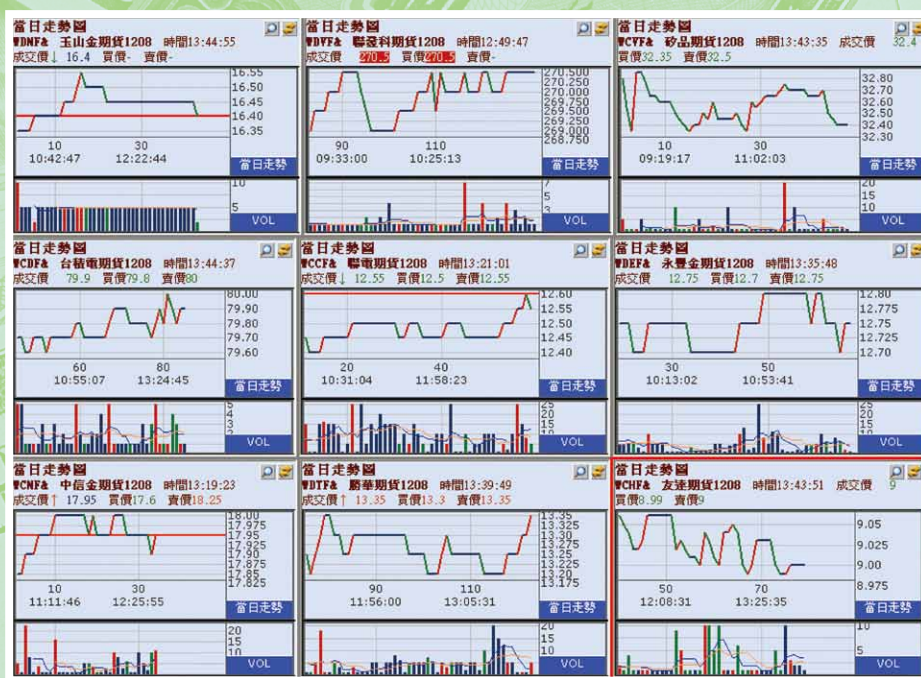 當日走勢圖
WDNF& 玉山金期貨1208 時間13:44:55
成交價↓ 16.4 買價- 賣價-
16.55
16.50
16.45
16.40
16.35
10 30
10:42:47 12:22:44
當日走勢
10
5
VOL
當日走勢圖
WDVF& 聯發科期貨1208 時間12:49:47
成交價 270.5 買價270.5 賣價-
270.500
270.250
270.000
269.750
269.500
269.250
269.000
268.750
90 110
09:33:00 10:25:13
當日走勢
7
5
3
VOL
當日走勢圖
WCVF& 矽品期貨1208 時間13:43:35 成交價 32.4
買價32.35 賣價32.5
32.80
32.70
32.60
32.50
32.40
32.30
10 30
09:19:17 11:02:03
當日走勢
20
15
10
VOL
當日走勢圖
WCDF& 台積電期貨1208 時間13:44:37
成交價 79.9 買價79.8 賣價80
80.00
79.90
79.80
79.70
79.60
60 80
10:55:07 13:24:45
當日走勢
5
4
3
2
VOL
當日走勢圖
WCCF& 聯電期貨1208 時間13:21:01
成交價↓ 12.55 買價12.5 賣價12.55
12.60
12.55
12.50
12.45
12.40
20 40
10:31:04 11:58:23
當日走勢
25
20
15
10
VOL
當日走勢圖
WDEF& 永豐金期貨1208 時間13:35:48
成交價 12.75 買價12.7 賣價12.75
12.80
12.775
12.75
12.725
12.70
30 50
10:13:02 10:53:41
當日走勢
25
20
15
10
VOL
當日走勢圖
WCNF& 中信金期貨1208 時間13:19:23
成交價↑ 17.95 買價17.6 賣價18.25
18.00
17.975
17.95
17.925
17.90
17.875
17.85
17.825
10 30
11:11:46 12:25:55
當日走勢
20
15
10
VOL
當日走勢圖
WDTF& 勝華期貨1208 時間13:39:49
成交價↑ 13.35 買價13.3 賣價13.35
13.35
13.325
13.30
13.275
13.25
13.225
13.20
13.175
90 110
11:56:00 13:05:31
當日走勢
20
15
10
VOL
當日走勢圖
WCHF& 友達期貨1208 時間13:43:51 成交價 9
買價8.99 賣價9
9.05
9.025
9.00
8.975
50 70
12:08:31 13:25:35
當日走勢
10
5
VOL